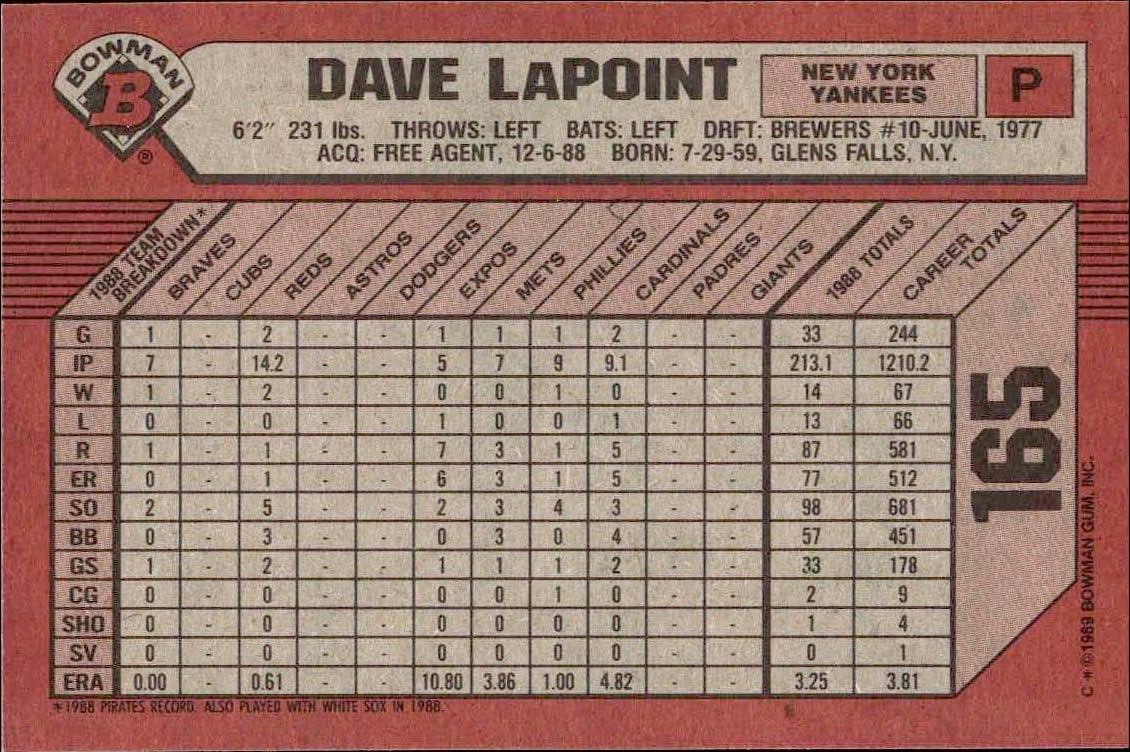 BOWMAN
B
®
DAVE LAPOINT
NEW YORK
YANKEES
P
6'2" 231 lbs. THROWS: LEFT BATS: LEFT DRFT: BREWERS #10-JUNE, 1977
ACQ: FREE AGENT, 12-6-88 BORN: 7-29-59, GLENS FALLS, N.Y.
1988 TEAM
BREAKDOWN* BRAVES CUBS REDS ASTROS DODGERS EXPOS METS PHILLIES CARDINALS PADRES GIANTS 1988 TOTALS CAREER TOTALS
G 1 - 2 - - 1 1 1 2 - - 33 244
IP 7 - 14.2 - - 5 7 9 9.1 - - 213.1 1210.2
W 1 - 2 - - 0 0 1 0 - - 14 67
L 0 - 0 - - 1 0 0 1 - - 13 66
R 1 - 1 - - 7 3 1 5 - - 87 581
ER 0 - 1 - - 6 3 1 5 - - 77 512
SO 2 - 5 - - 2 3 4 3 - - 98 681
BB 0 - 3 - - 0 3 0 4 - - 57 451
GS 1 - 2 - - 1 1 1 2 - - 33 178
CG 0 - 0 - - 0 0 1 0 - - 2 9
SHO 0 - 0 - - 0 0 0 0 - - 1 4
SV 0 - 0 - - 0 0 0 0 - - 0 1
ERA 0.00 - 0.61 - - 10.80 3.86 1.00 4.82 - - 3.25 3.81
*1988 PIRATES RECORD. ALSO PLAYED WITH WHITE SOX IN 1988.
165
C * ©1989 BOWMAN GUM, INC.